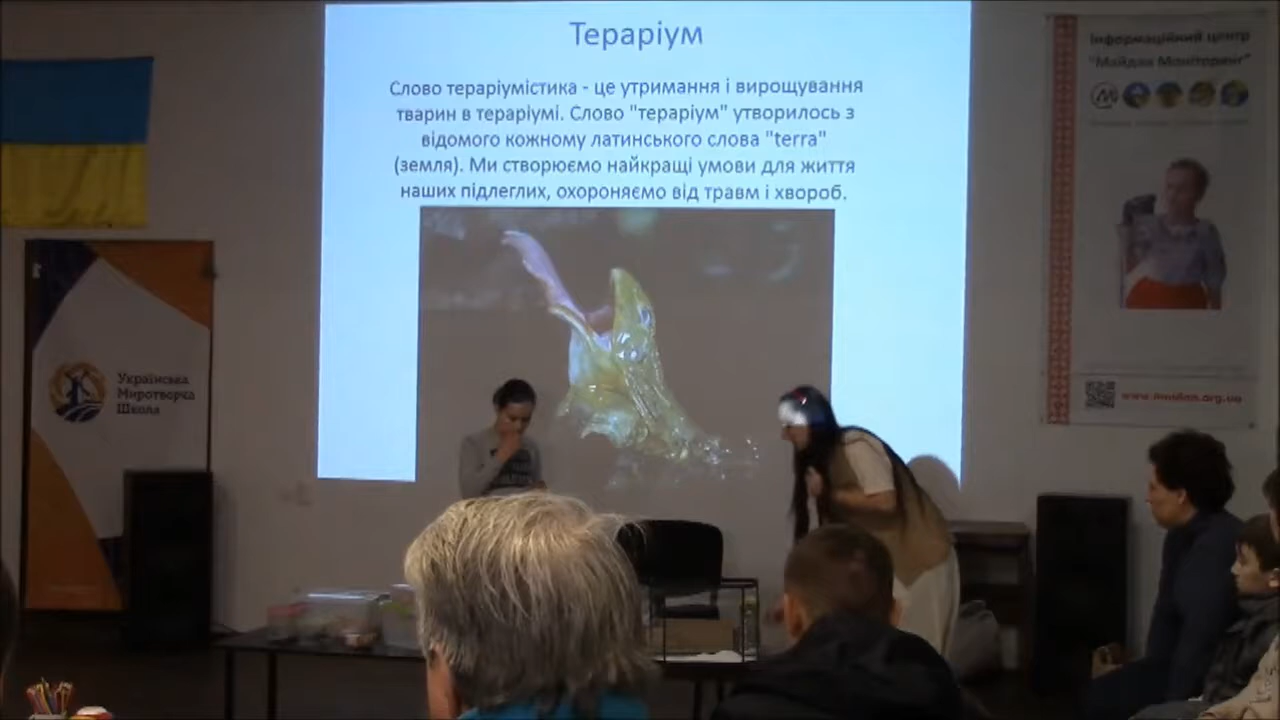 Тераріум
Слово тераріумістика - це утримання і вирощування
тварин в тераріумі. Слово "тераріум" утворилось з
відомого кожному латинського слова "terra"
(земля). Ми створюємо найкращі умови для життя
наших підлеглих, охороняємо від травм і хвороб.
Інформаційний центр
"Майдан Моніторинг"
www.maidan.org.ua
Українська
Миротворча
Школа